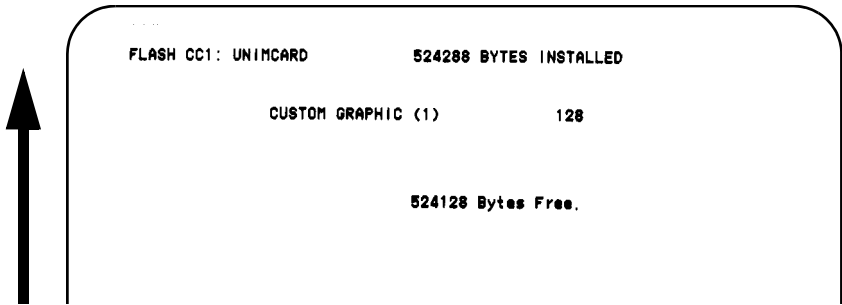 FLASH CC1: UNIMCARD 524288 BYTES INSTALLED
CUSTOM GRAPHIC (1) 128
524128 Bytes Free.